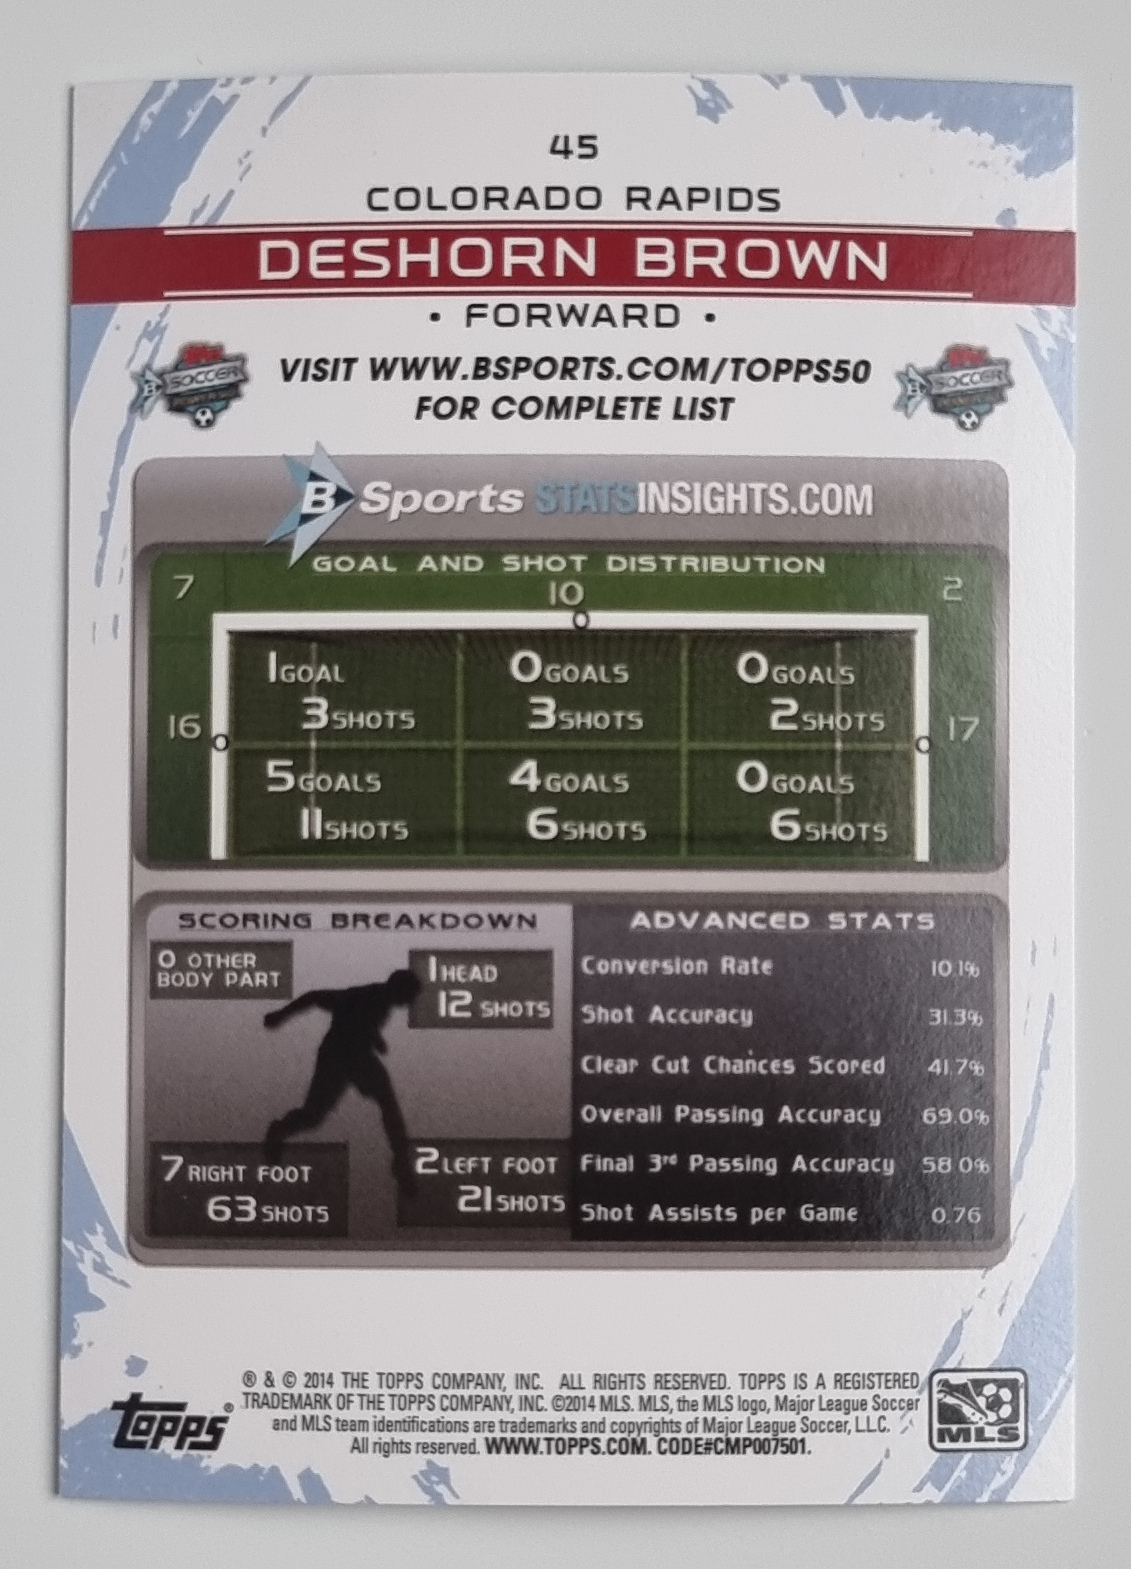 45
COLORADO RAPIDS
DESHORN BROWN
• FORWARD •
VISIT WWW.BSPORTS.COM/TOPPS50
FOR COMPLETE LIST
SOCCER
SOCCER
B Sports STATSINSIGHTS.COM
GOAL AND SHOT DISTRIBUTION
7 10 2
1 GOAL 0 GOALS 0 GOALS
3 SHOTS 3 SHOTS 2 SHOTS
16 0 0 0 17
5 GOALS 4 GOALS 0 GOALS
11 SHOTS 6 SHOTS 6 SHOTS
SCORING BREAKDOWN
0 OTHER
BODY PART
1 HEAD
12 SHOTS
7 RIGHT FOOT
63 SHOTS
2 LEFT FOOT
21 SHOTS
ADVANCED STATS
Conversion Rate 10.1%
Shot Accuracy 31.3%
Clear Cut Chances Scored 41.7%
Overall Passing Accuracy 69.0%
Final 3rd Passing Accuracy 58.0%
Shot Assists per Game 0.76
topps®
® & © 2014 THE TOPPS COMPANY, INC. ALL RIGHTS RESERVED. TOPPS IS A REGISTERED
TRADEMARK OF THE TOPPS COMPANY, INC. ©2014 MLS. MLS, the MLS logo, Major League Soccer
and MLS team identifications are trademarks and copyrights of Major League Soccer, L.L.C.
All rights reserved. WWW.TOPPS.COM. CODE#CMP007501.
MLS